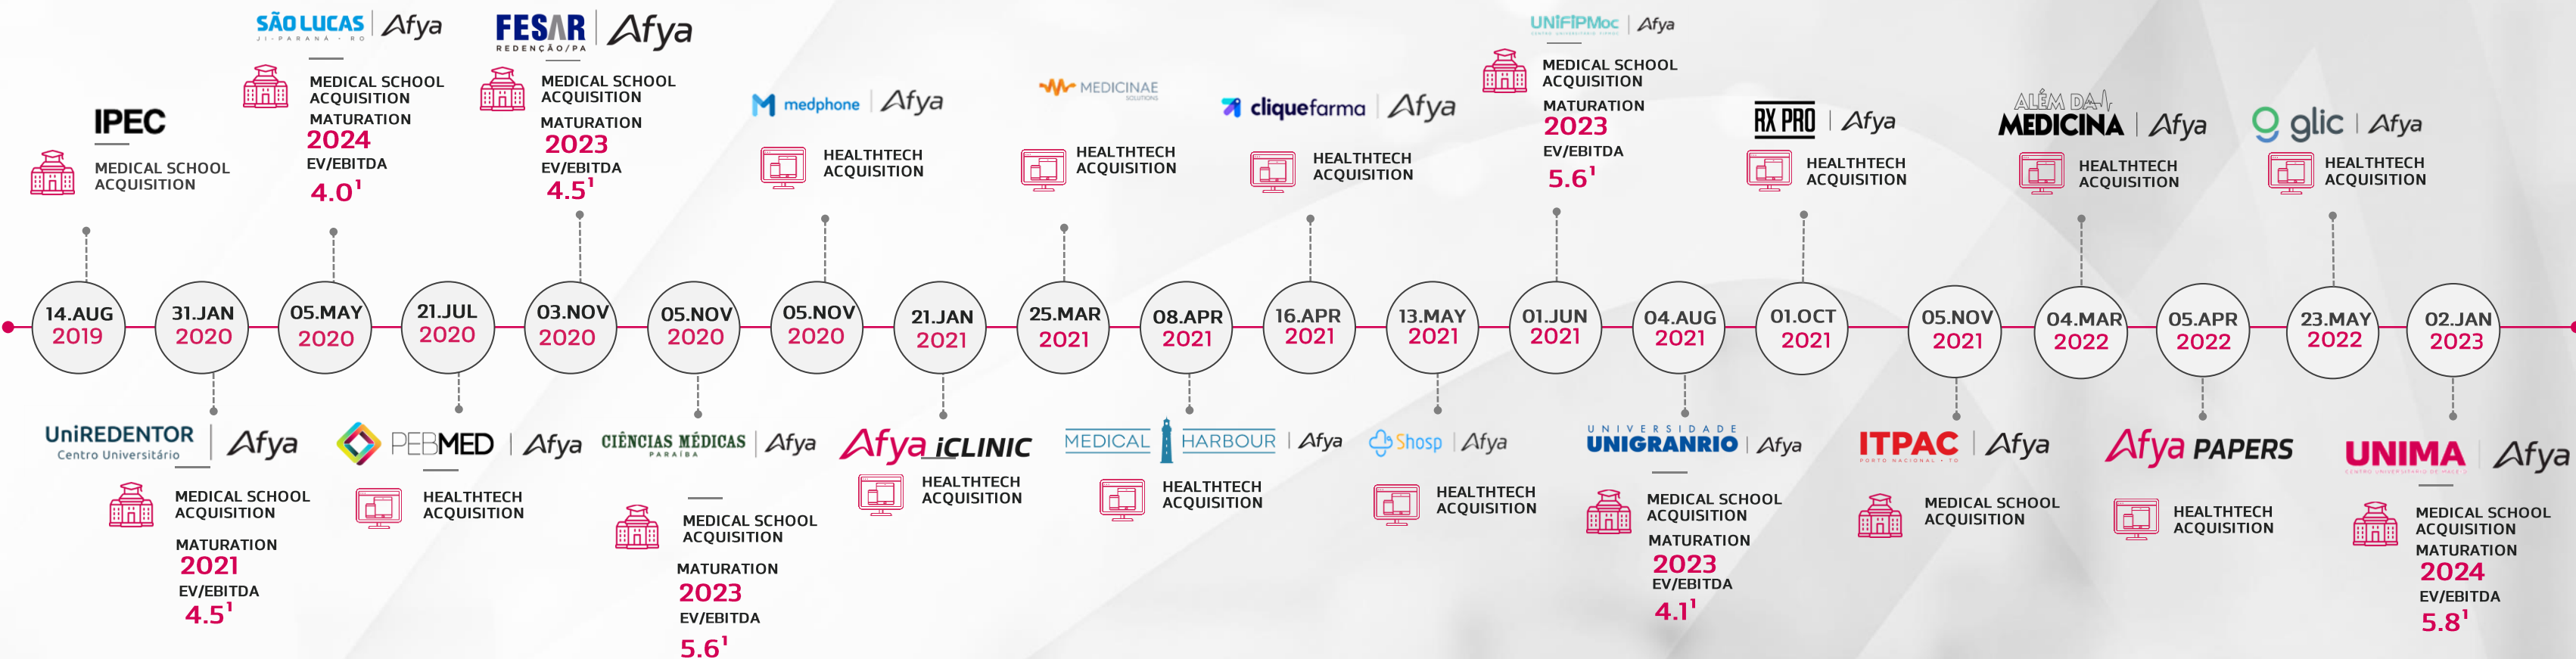 IPEC
MEDICAL SCHOOL
ACQUISITION
14.AUG
2019
31.JAN
2020
UniREDENTOR
Centro Universitário
Afya
MEDICAL SCHOOL
ACQUISITION
MATURATION
2021
EV/EBITDA
4.5¹
SÃO LUCAS
JI-PARANÁ - RO
Afya
MEDICAL SCHOOL
ACQUISITION
MATURATION
2024
EV/EBITDA
4.0¹
05.MAY
2020
21.JUL
2020
PEBMED
Afya
HEALTHTECH
ACQUISITION
FESAR
REDENÇÃO/PA
Afya
MEDICAL SCHOOL
ACQUISITION
MATURATION
2023
EV/EBITDA
4.5¹
03.NOV
2020
05.NOV
2020
CIÊNCIAS MÉDICAS
PARAÍBA
Afya
MEDICAL SCHOOL
ACQUISITION
MATURATION
2023
EV/EBITDA
5.6¹
medphone
Afya
HEALTHTECH
ACQUISITION
05.NOV
2020
21.JAN
2021
Afya iCLINIC
HEALTHTECH
ACQUISITION
MEDICINAE
SOLUTIONS
HEALTHTECH
ACQUISITION
25.MAR
2021
08.APR
2021
MEDICAL HARBOUR
Afya
HEALTHTECH
ACQUISITION
cliquefarma
Afya
HEALTHTECH
ACQUISITION
16.APR
2021
13.MAY
2021
Shosp
Afya
HEALTHTECH
ACQUISITION
UNIFIPMoc
Afya
MEDICAL SCHOOL
ACQUISITION
MATURATION
2023
EV/EBITDA
5.6¹
01.JUN
2021
04.AUG
2021
UNIVERSIDADE
UNIGRANRIO
Afya
MEDICAL SCHOOL
ACQUISITION
MATURATION
2023
EV/EBITDA
4.1¹
RX PRO
Afya
HEALTHTECH
ACQUISITION
01.OCT
2021
05.NOV
2021
ITPAC
PORTO NACIONAL - TO
Afya
MEDICAL SCHOOL
ACQUISITION
ALÉM DA
MEDICINA
Afya
HEALTHTECH
ACQUISITION
04.MAR
2022
05.APR
2022
Afya PAPERS
HEALTHTECH
ACQUISITION
glic
Afya
HEALTHTECH
ACQUISITION
23.MAY
2022
02.JAN
2023
UNIMA
Afya
MEDICAL SCHOOL
ACQUISITION
MATURATION
2024
EV/EBITDA
5.8¹